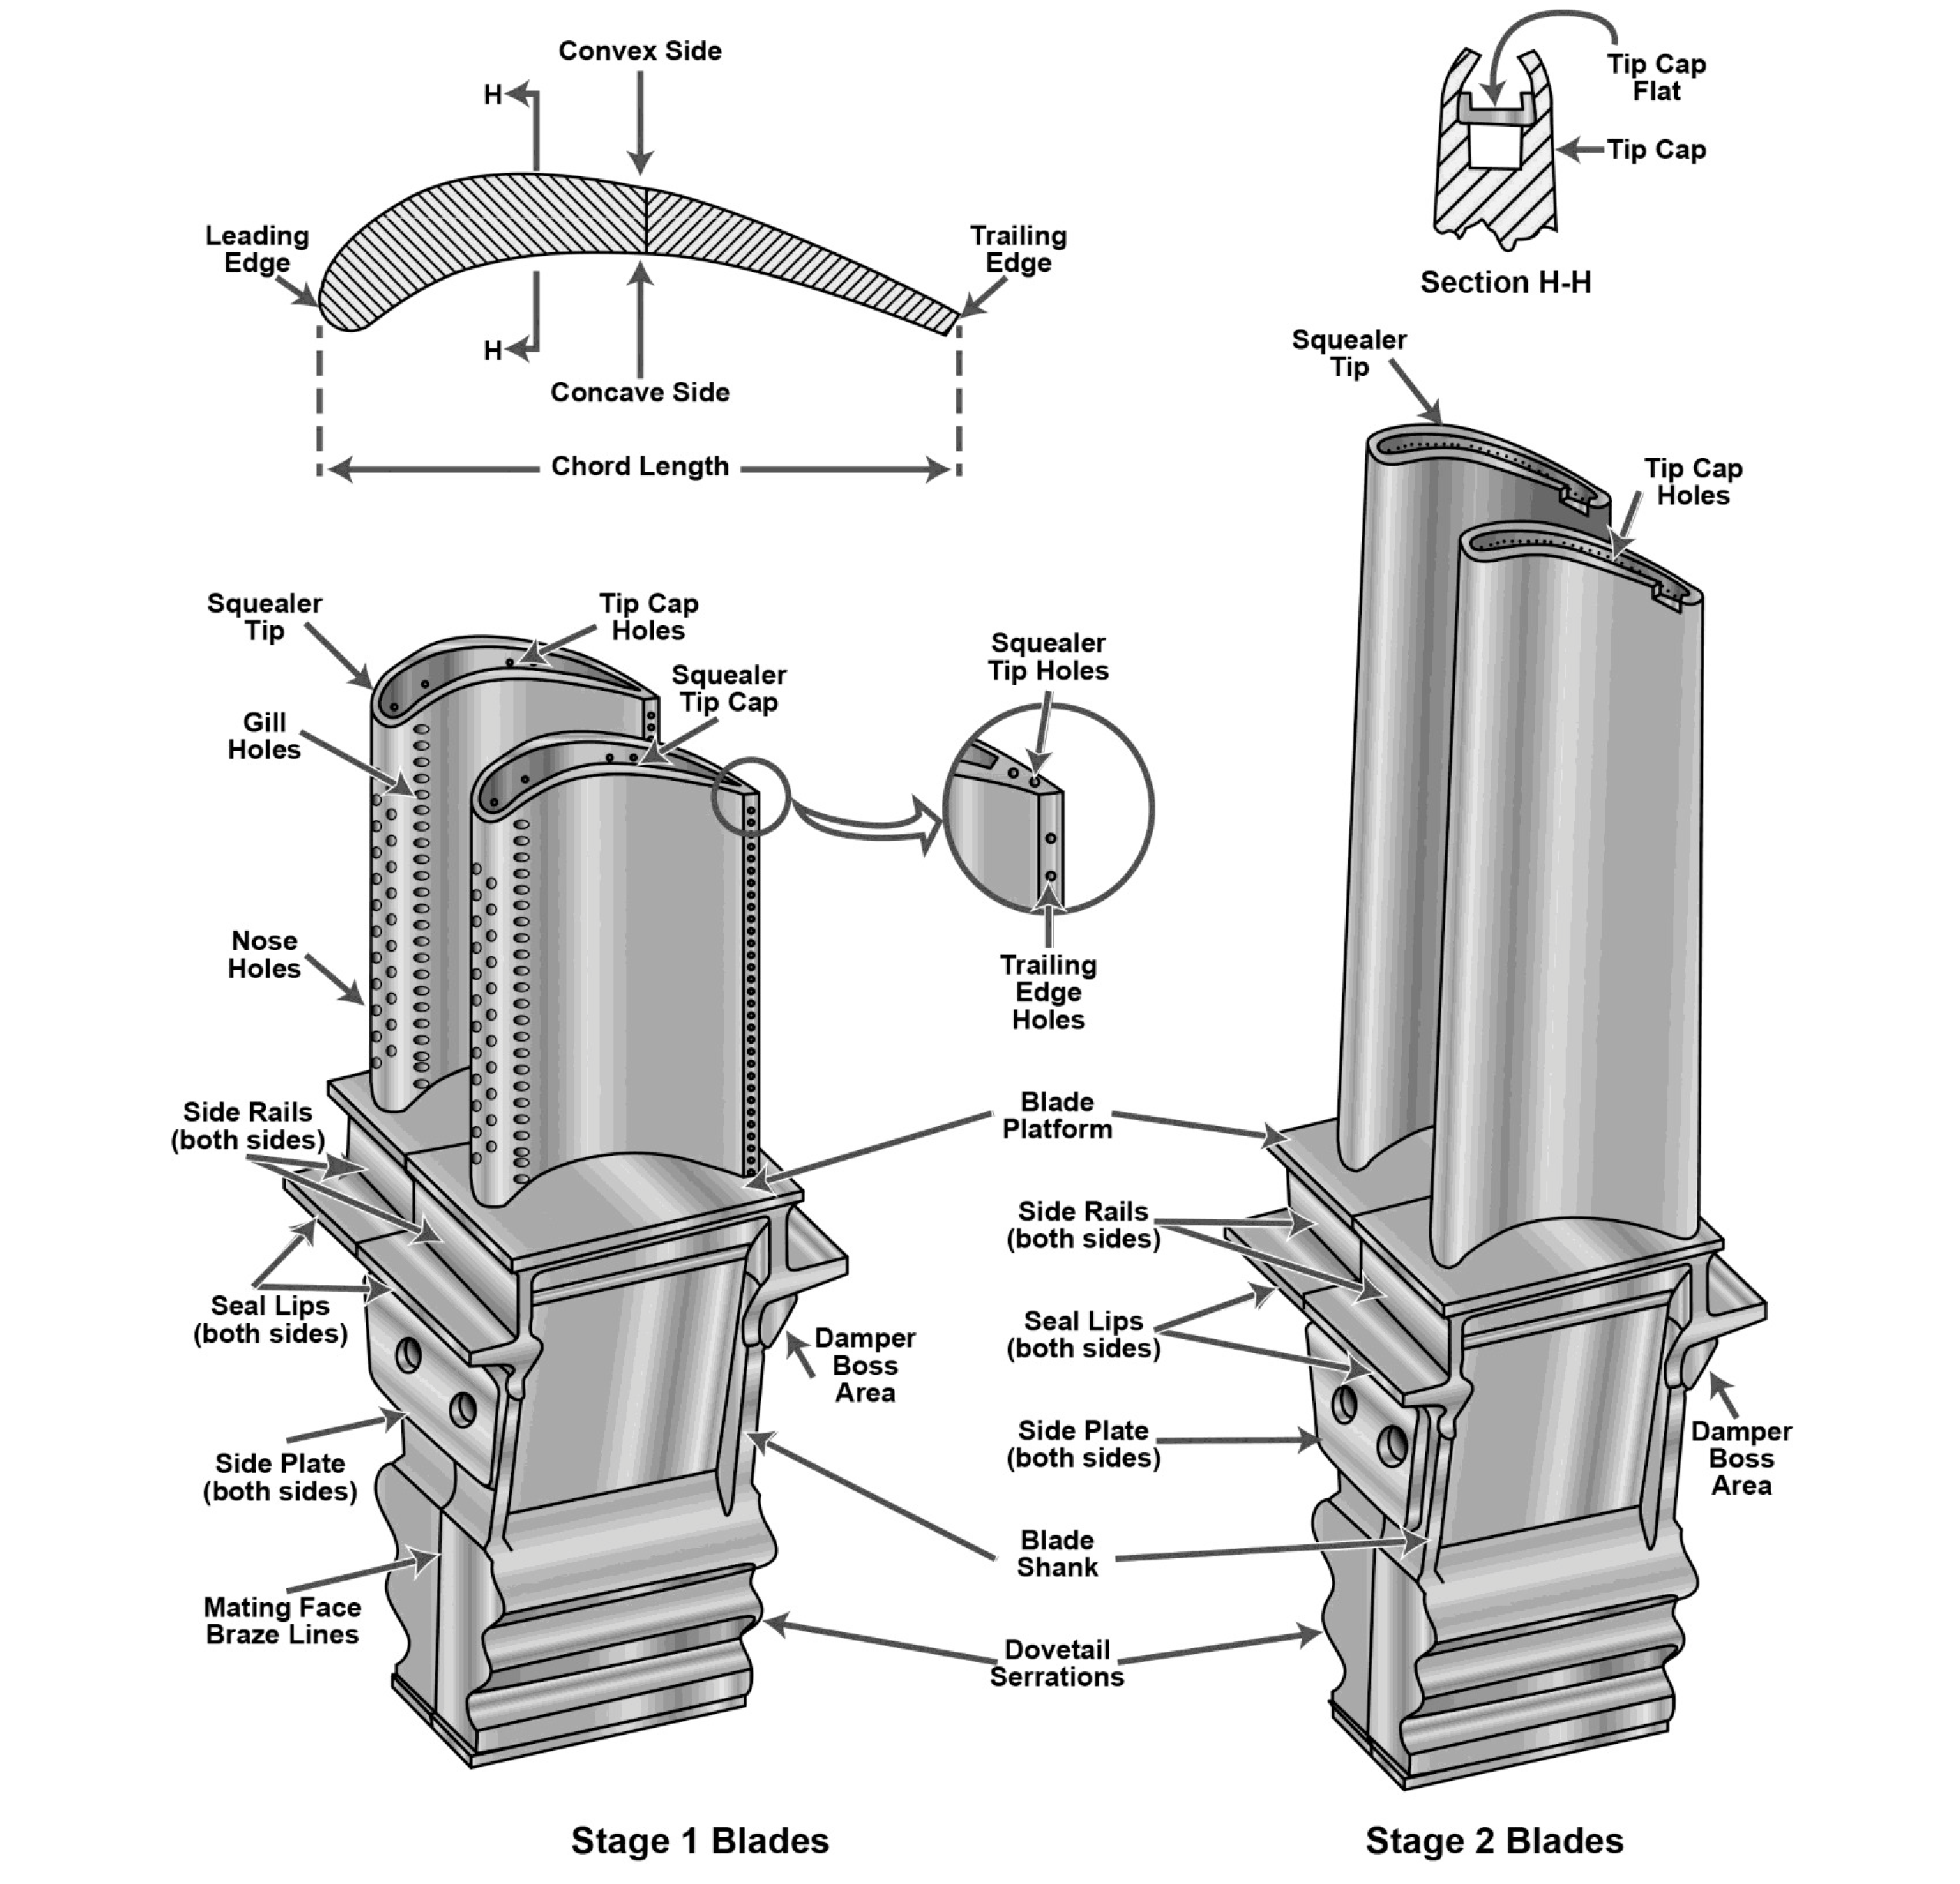 Convex Side
H
Leading
Edge
Trailing
Edge
H
Concave Side
Chord Length
Tip Cap
Flat
Tip Cap
Section H-H
Squealer
Tip
Tip Cap
Holes
Squealer
Tip
Tip Cap
Holes
Squealer
Tip Cap
Gill
Holes
Nose
Holes
Squealer
Tip Holes
Trailing
Edge
Holes
Side Rails
(both sides)
Seal Lips
(both sides)
Side Plate
(both sides)
Mating Face
Braze Lines
Damper
Boss
Area
Blade
Platform
Side Rails
(both sides)
Seal Lips
(both sides)
Side Plate
(both sides)
Blade
Shank
Dovetail
Serrations
Damper
Boss
Area
Stage 1 Blades
Stage 2 Blades